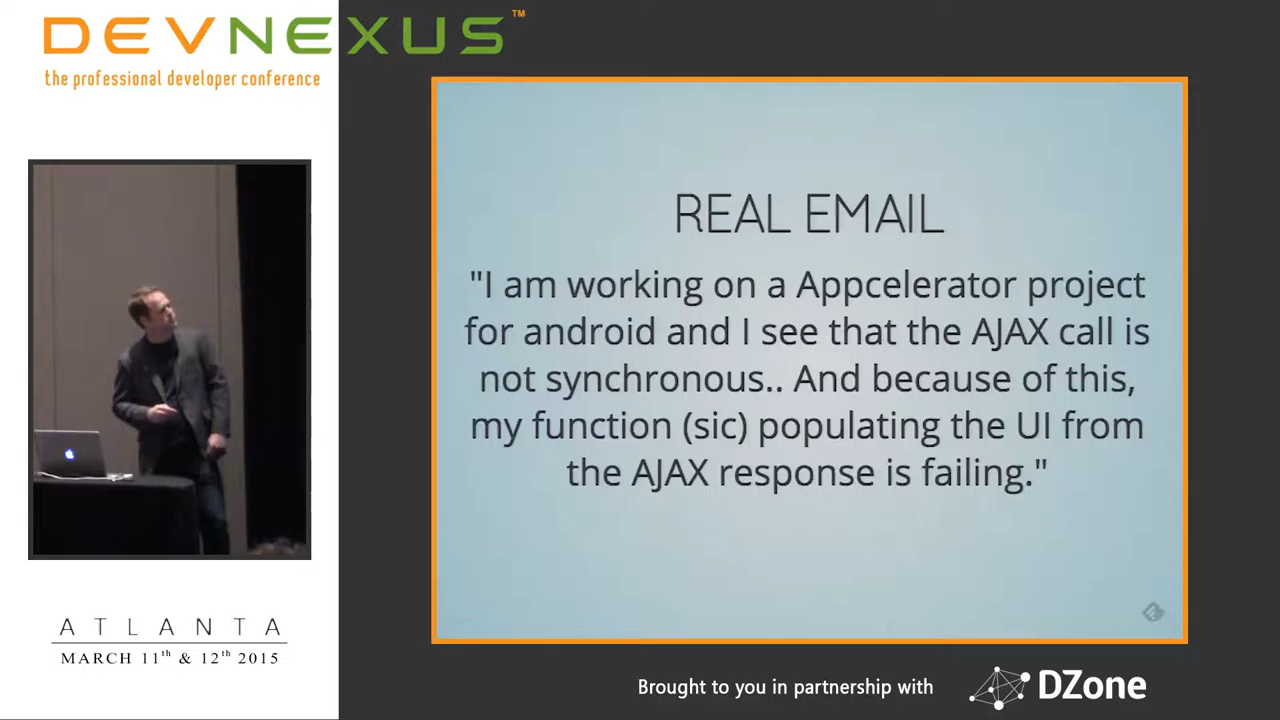 DEVNEXUS™
the professional developer conference
REAL EMAIL
"I am working on a Appcelerator project
for android and I see that the AJAX call is
not synchronous.. And because of this,
my function (sic) populating the UI from
the AJAX response is failing."
ATLANTA
MARCH 11th & 12th 2015
Brought to you in partnership with
DZone